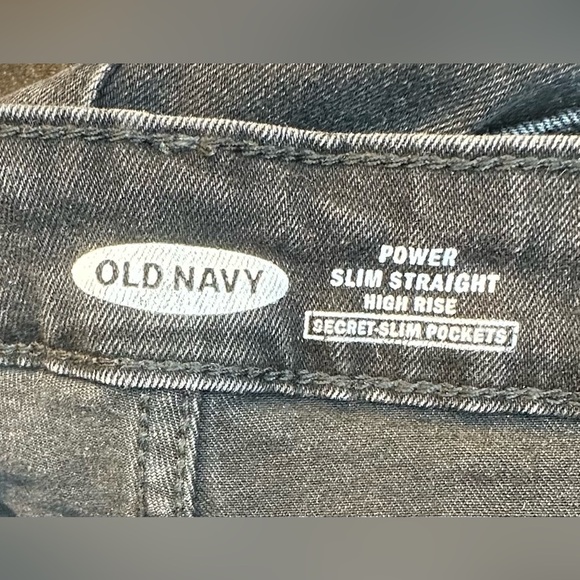 OLD NAVY
POWER
SLIM STRAIGHT
HIGH RISE
SECRET-SLIM POCKETS